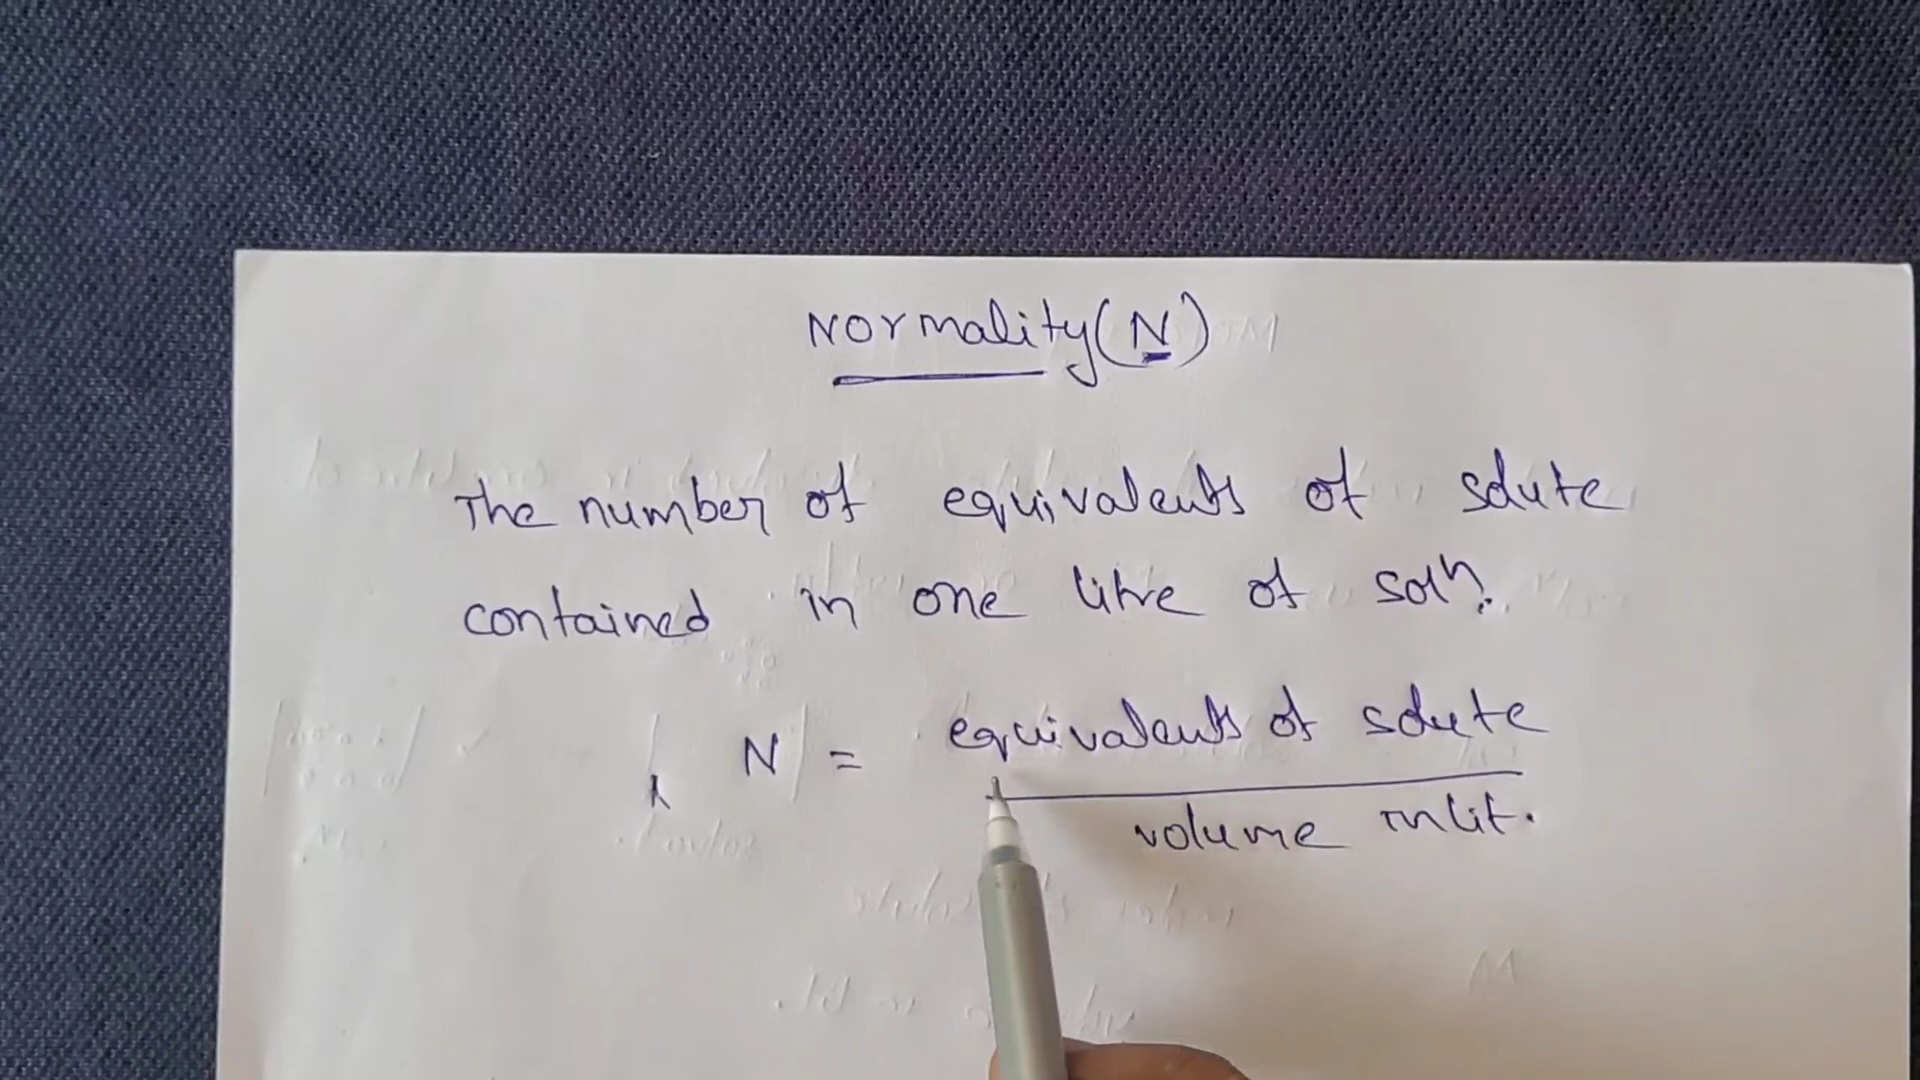 Normality (N)
The number of equivalents of solute
contained in one litre of solⁿ.
N = equivalents of solute
volume in lit.